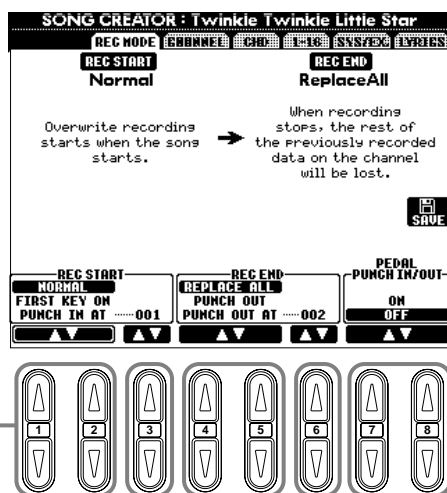 SONG CREATOR : Twinkle Twinkle Little Star
REC MODE CHANNEL CHD 1-16 SYS/EX. LYRICS
REC START
Normal
REC END
ReplaceAll
Overwrite recording
starts when the song
starts.
When recording
stops, the rest of
the previously recorded
data on the channel
will be lost.
SAVE
REC START
NORMAL
FIRST KEY ON
PUNCH IN AT ······001
REC END
REPLACE ALL
PUNCH OUT
PUNCH OUT AT ······002
PEDAL
PUNCH IN/OUT
ON
OFF
1 2 3 4 5 6 7 8